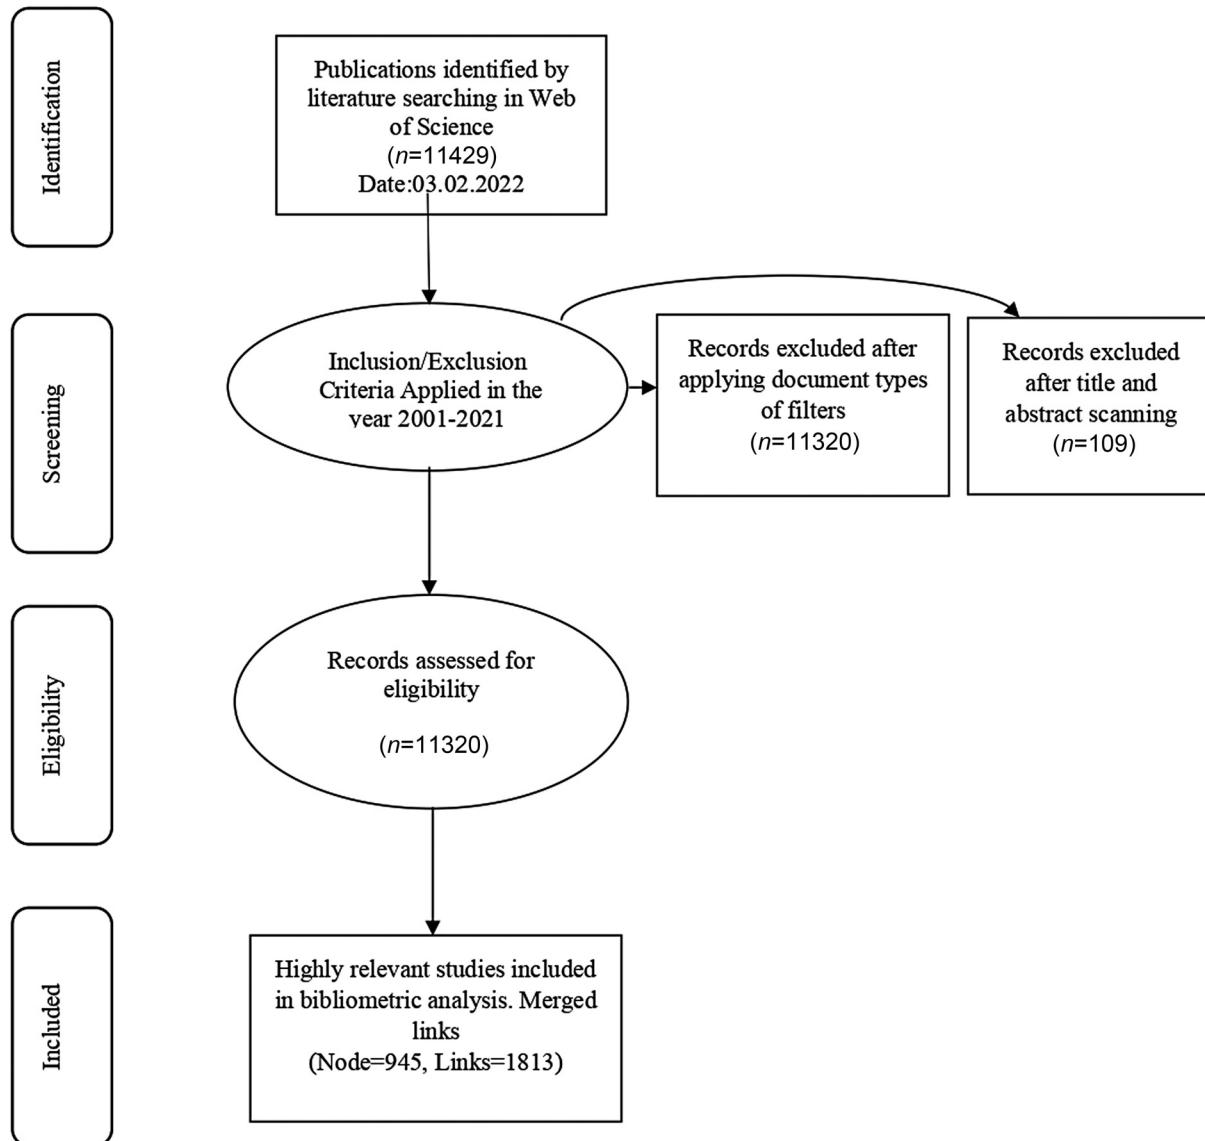 Identification
Publications identified by
literature searching in Web
of Science
(n=11429)
Date:03.02.2022
Screening
Inclusion/Exclusion
Criteria Applied in the
year 2001-2021
Records excluded after
applying document types
of filters
(n=11320)
Records excluded
after title and
abstract scanning
(n=109)
Eligibility
Records assessed for
eligibility
(n=11320)
Included
Highly relevant studies included
in bibliometric analysis. Merged
links
(Node=945, Links=1813)